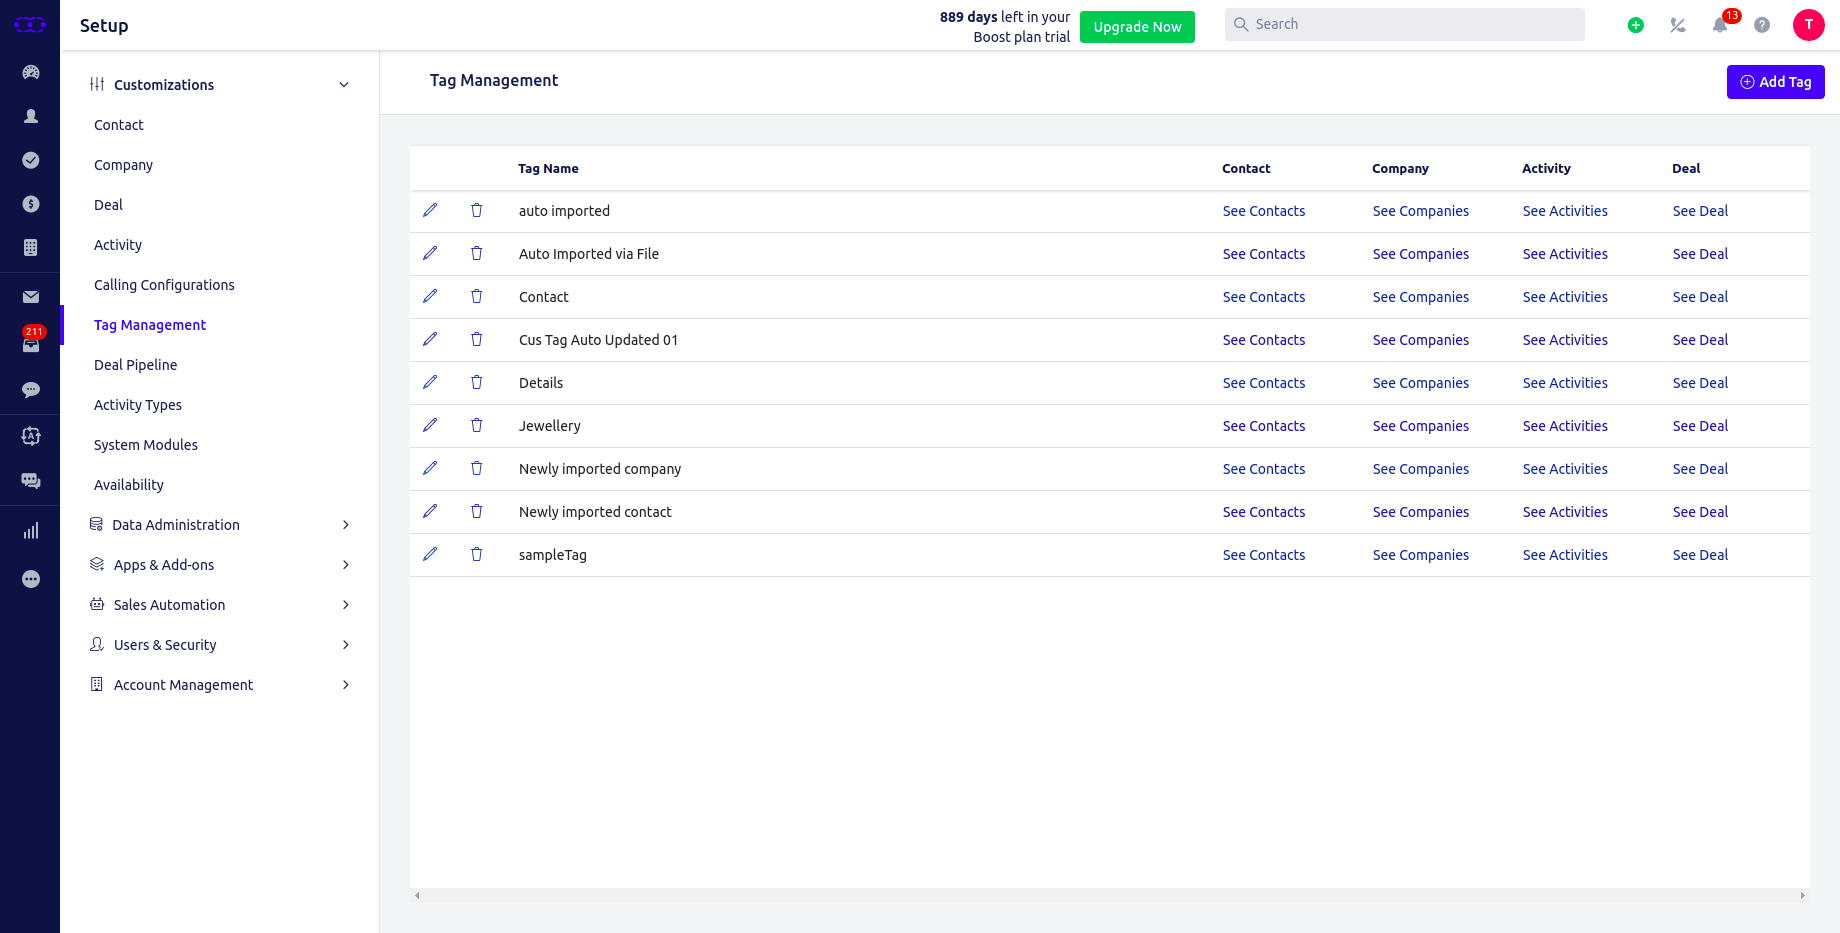 Setup
889 days left in your
Boost plan trial
Upgrade Now
Search
13
T
211
Customizations
Contact
Company
Deal
Activity
Calling Configurations
Tag Management
Deal Pipeline
Activity Types
System Modules
Availability
Data Administration
Apps & Add-ons
Sales Automation
Users & Security
Account Management
Tag Management
Add Tag
Tag Name Contact Company Activity Deal
auto imported See Contacts See Companies See Activities See Deal
Auto Imported via File See Contacts See Companies See Activities See Deal
Contact See Contacts See Companies See Activities See Deal
Cus Tag Auto Updated 01 See Contacts See Companies See Activities See Deal
Details See Contacts See Companies See Activities See Deal
Jewellery See Contacts See Companies See Activities See Deal
Newly imported company See Contacts See Companies See Activities See Deal
Newly imported contact See Contacts See Companies See Activities See Deal
sampleTag See Contacts See Companies See Activities See Deal